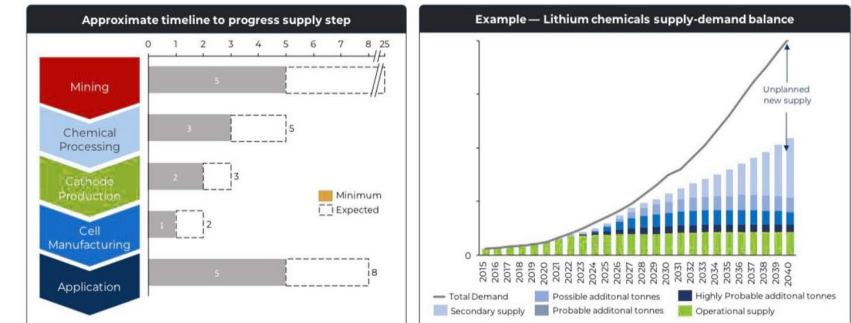 Approximate timeline to progress supply step
0 1 2 3 4 5 6 7 8 25
Mining
5
Chemical
Processing
3
5
Cathode
Production
2
3
Minimum
Expected
Cell
Manufacturing
1
2
Application
5
8
Example — Lithium chemicals supply-demand balance
Unplanned
new supply
0
2015 2016 2017 2018 2019 2020 2021 2022 2023 2024 2025 2026 2027 2028 2029 2030 2031 2032 2033 2034 2035 2036 2037 2038 2039 2040
Total Demand
Possible additonal tonnes
Highly Probable additonal tonnes
Secondary supply
Probable additonal tonnes
Operational supply